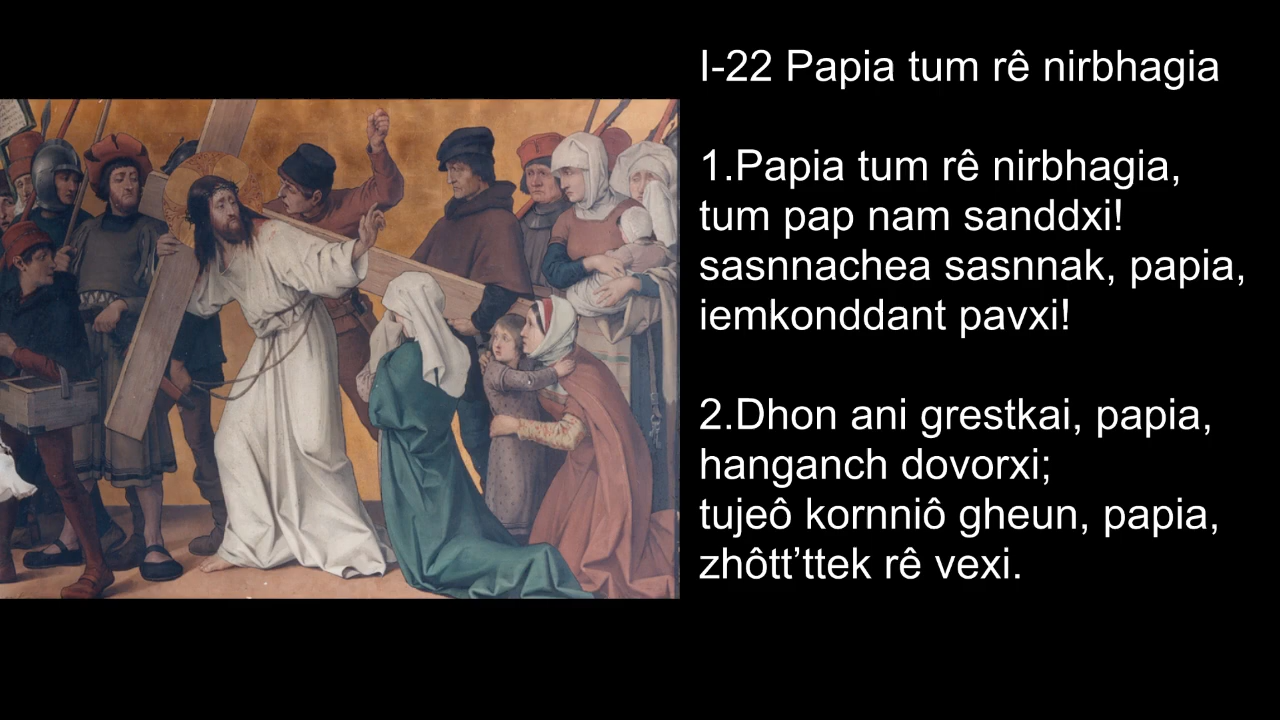 I-22 Papia tum rê nirbhagia
1.Papia tum rê nirbhagia,
tum pap nam sanddxi!
sasnnachea sasnnak, papia,
iemkonddant pavxi!
2.Dhon ani grestkai, papia,
hanganch dovorxi;
tujeô kornniô gheun, papia,
zhôtt’ttek rê vexi.